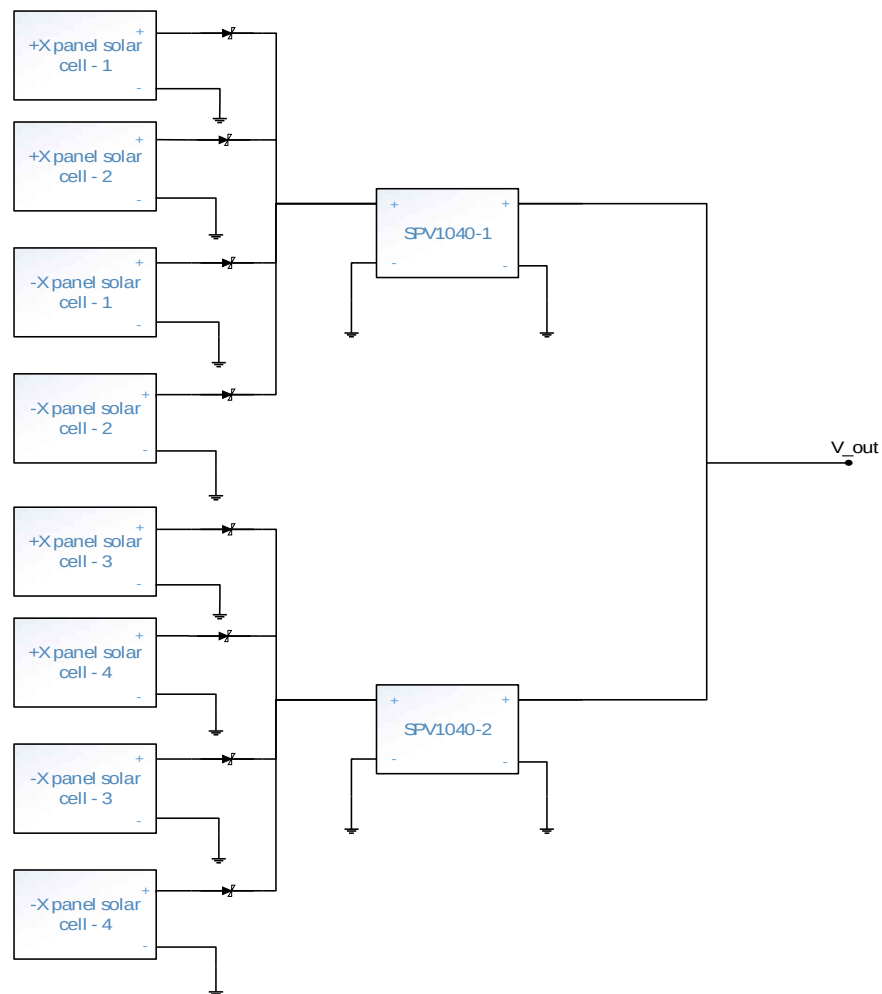 +X panel solar
cell - 1
+
-
+X panel solar
cell - 2
+
-
-X panel solar
cell - 1
+
-
-X panel solar
cell - 2
+
-
+
+
SPV1040-1
-
-
V_out
+X panel solar
cell - 3
+
-
+X panel solar
cell - 4
+
-
-X panel solar
cell - 3
+
-
-X panel solar
cell - 4
+
-
+
+
SPV1040-2
-
-